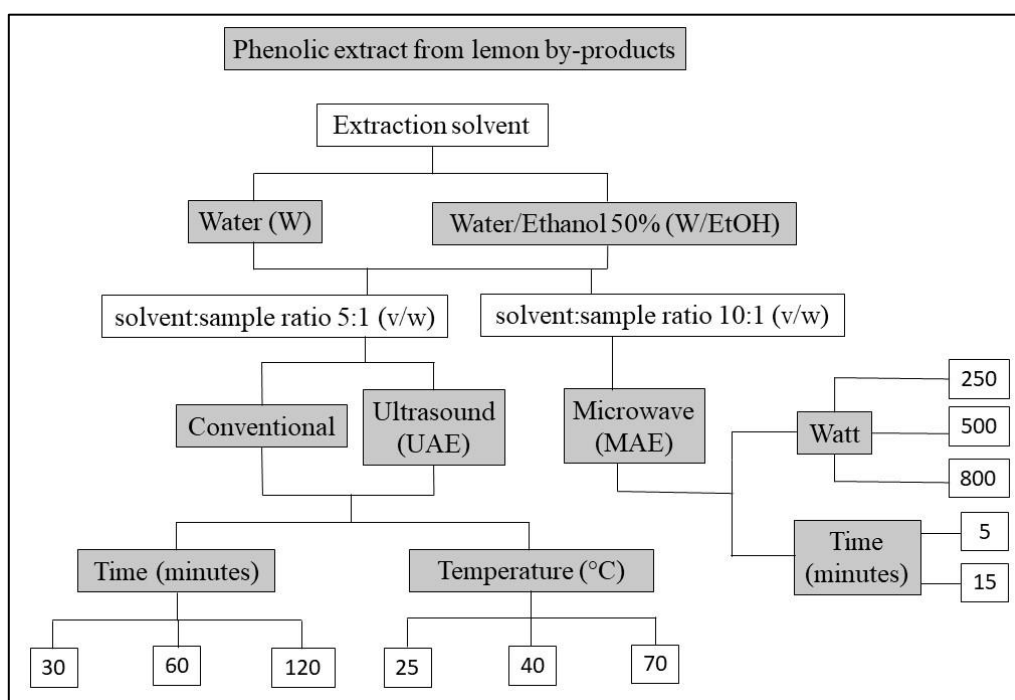 Phenolic extract from lemon by-products
Extraction solvent
Water (W)
Water/Ethanol 50% (W/EtOH)
solvent:sample ratio 5:1 (v/w)
solvent:sample ratio 10:1 (v/w)
Conventional
Ultrasound
(UAE)
Microwave
(MAE)
Watt
250
500
800
Time
(minutes)
5
15
Time (minutes)
Temperature (°C)
30
60
120
25
40
70